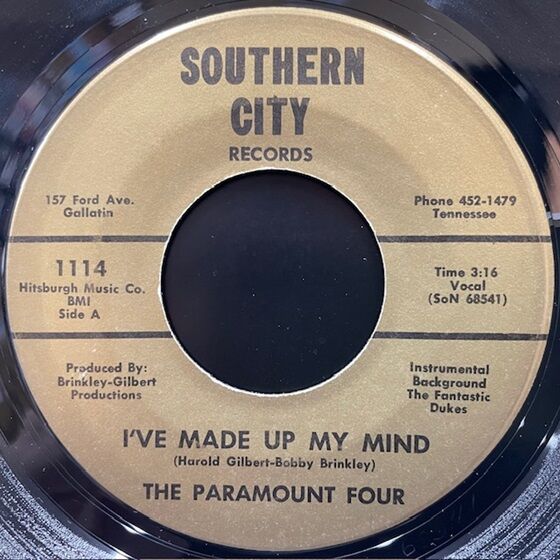 SOUTHERN
CITY
RECORDS
157 Ford Ave.
Gallatin
Phone 452-1479
Tennessee
1114
Hitsburgh Music Co.
BMI
Side A
Time 3:16
Vocal
(SoN 68541)
Produced By:
Brinkley-Gilbert
Productions
Instrumental
Background
The Fantastic
Dukes
I'VE MADE UP MY MIND
(Harold Gilbert-Bobby Brinkley)
THE PARAMOUNT FOUR